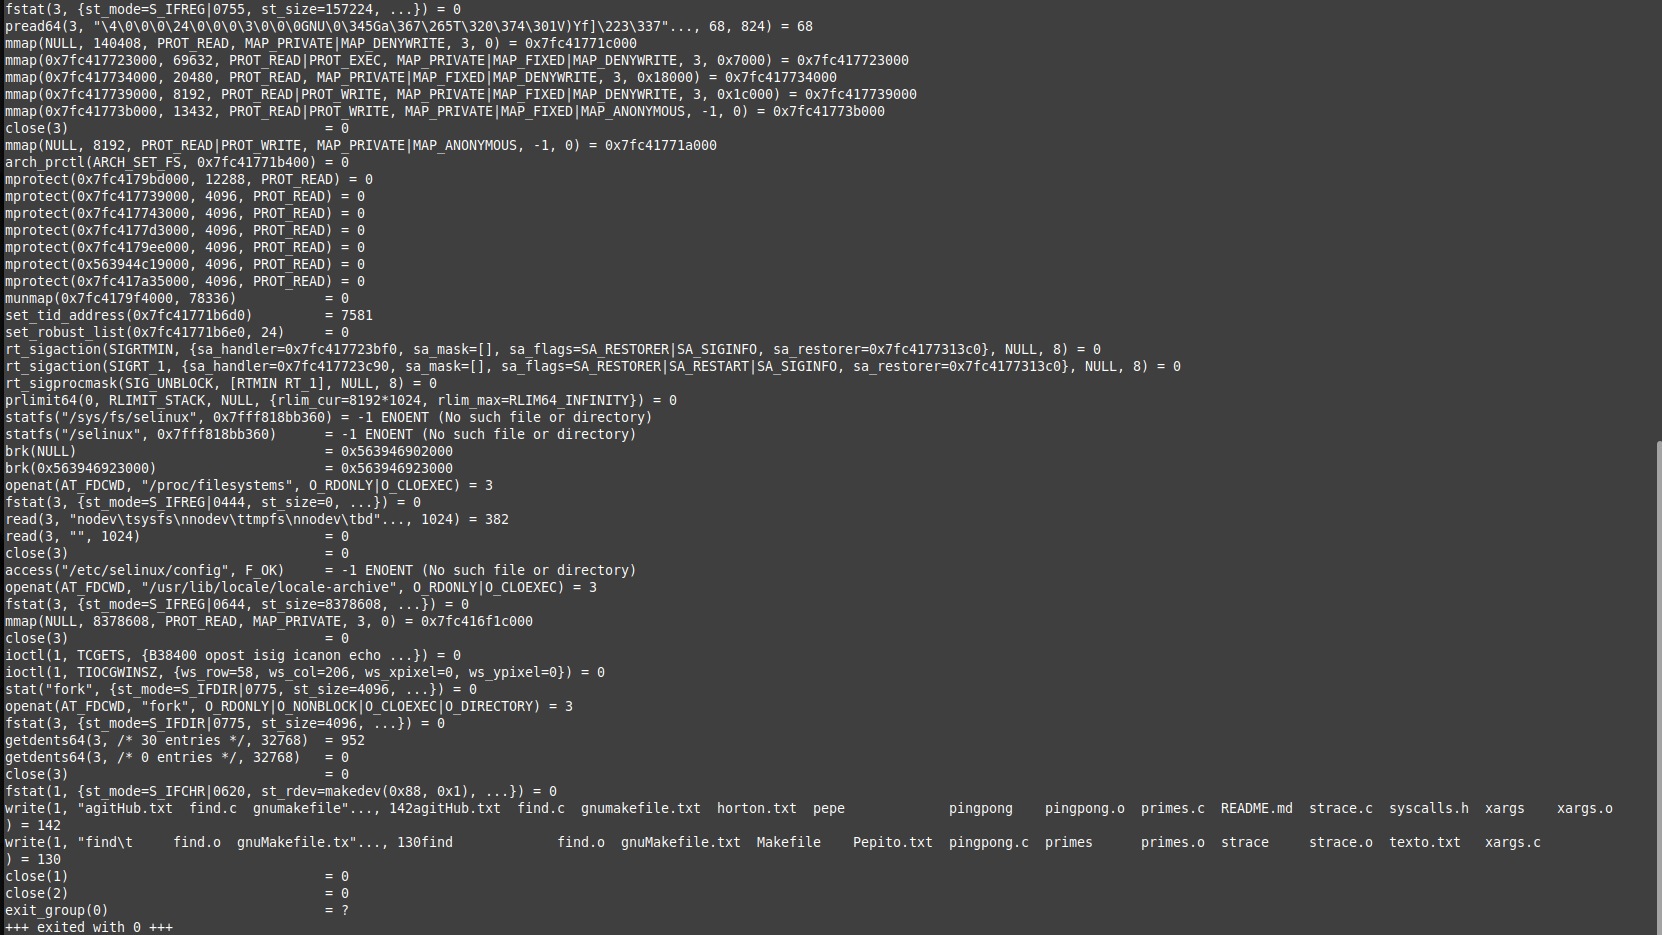 fstat(3, {st_mode=S_IFREG|0755, st_size=157224, ...}) = 0
pread64(3, "\4\0\0\0\24\0\0\0\3\0\0\0GNU\0\345Ga\367\265T\320\374\301V)Yf]\223\337"..., 68, 824) = 68
mmap(NULL, 140408, PROT_READ, MAP_PRIVATE|MAP_DENYWRITE, 3, 0) = 0x7fc41771c000
mmap(0x7fc417723000, 69632, PROT_READ|PROT_EXEC, MAP_PRIVATE|MAP_FIXED|MAP_DENYWRITE, 3, 0x7000) = 0x7fc417723000
mmap(0x7fc417734000, 20480, PROT_READ, MAP_PRIVATE|MAP_FIXED|MAP_DENYWRITE, 3, 0x18000) = 0x7fc417734000
mmap(0x7fc417739000, 8192, PROT_READ|PROT_WRITE, MAP_PRIVATE|MAP_FIXED|MAP_DENYWRITE, 3, 0x1c000) = 0x7fc417739000
mmap(0x7fc41773b000, 13432, PROT_READ|PROT_WRITE, MAP_PRIVATE|MAP_FIXED|MAP_ANONYMOUS, -1, 0) = 0x7fc41773b000
close(3)                                = 0
mmap(NULL, 8192, PROT_READ|PROT_WRITE, MAP_PRIVATE|MAP_ANONYMOUS, -1, 0) = 0x7fc41771a000
arch_prctl(ARCH_SET_FS, 0x7fc41771b400) = 0
mprotect(0x7fc4179bd000, 12288, PROT_READ) = 0
mprotect(0x7fc417739000, 4096, PROT_READ) = 0
mprotect(0x7fc417743000, 4096, PROT_READ) = 0
mprotect(0x7fc4177d3000, 4096, PROT_READ) = 0
mprotect(0x7fc4179ee000, 4096, PROT_READ) = 0
mprotect(0x563944c19000, 4096, PROT_READ) = 0
mprotect(0x7fc417a35000, 4096, PROT_READ) = 0
munmap(0x7fc4179f4000, 78336)           = 0
set_tid_address(0x7fc41771b6d0)         = 7581
set_robust_list(0x7fc41771b6e0, 24)     = 0
rt_sigaction(SIGRTMIN, {sa_handler=0x7fc417723bf0, sa_mask=[], sa_flags=SA_RESTORER|SA_SIGINFO, sa_restorer=0x7fc4177313c0}, NULL, 8) = 0
rt_sigaction(SIGRT_1, {sa_handler=0x7fc417723c90, sa_mask=[], sa_flags=SA_RESTORER|SA_RESTART|SA_SIGINFO, sa_restorer=0x7fc4177313c0}, NULL, 8) = 0
rt_sigprocmask(SIG_UNBLOCK, [RTMIN RT_1], NULL, 8) = 0
prlimit64(0, RLIMIT_STACK, NULL, {rlim_cur=8192*1024, rlim_max=RLIM64_INFINITY}) = 0
statfs("/sys/fs/selinux", 0x7fff818bb360) = -1 ENOENT (No such file or directory)
statfs("/selinux", 0x7fff818bb360)      = -1 ENOENT (No such file or directory)
brk(NULL)                               = 0x563946902000
brk(0x563946923000)                     = 0x563946923000
openat(AT_FDCWD, "/proc/filesystems", O_RDONLY|O_CLOEXEC) = 3
fstat(3, {st_mode=S_IFREG|0444, st_size=0, ...}) = 0
read(3, "nodev\tsysfs\nnodev\ttmpfs\nnodev\tbd"..., 1024) = 382
read(3, "", 1024)                       = 0
close(3)                                = 0
access("/etc/selinux/config", F_OK)     = -1 ENOENT (No such file or directory)
openat(AT_FDCWD, "/usr/lib/locale/locale-archive", O_RDONLY|O_CLOEXEC) = 3
fstat(3, {st_mode=S_IFREG|0644, st_size=8378608, ...}) = 0
mmap(NULL, 8378608, PROT_READ, MAP_PRIVATE, 3, 0) = 0x7fc416f1c000
close(3)                                = 0
ioctl(1, TCGETS, {B38400 opost isig icanon echo ...}) = 0
ioctl(1, TIOCGWINSZ, {ws_row=58, ws_col=206, ws_xpixel=0, ws_ypixel=0}) = 0
stat("fork", {st_mode=S_IFDIR|0775, st_size=4096, ...}) = 0
openat(AT_FDCWD, "fork", O_RDONLY|O_NONBLOCK|O_CLOEXEC|O_DIRECTORY) = 3
fstat(3, {st_mode=S_IFDIR|0775, st_size=4096, ...}) = 0
getdents64(3, /* 30 entries */, 32768)  = 952
getdents64(3, /* 0 entries */, 32768)   = 0
close(3)                                = 0
fstat(1, {st_mode=S_IFCHR|0620, st_rdev=makedev(0x88, 0x1), ...}) = 0
write(1, "agitHub.txt  find.c  gnumakefile"..., 142agitHub.txt  find.c  gnumakefile.txt  horton.txt  pepe             pingpong    pingpong.o  primes.c  README.md  strace.c  syscalls.h  xargs    xargs.o
) = 142
write(1, "find\t     find.o  gnuMakefile.tx"..., 130find             find.o  gnuMakefile.txt  Makefile    Pepito.txt  pingpong.c  primes      primes.o  strace     strace.o  texto.txt   xargs.c
) = 130
close(1)                                = 0
close(2)                                = 0
exit_group(0)                           = ?
+++ exited with 0 +++